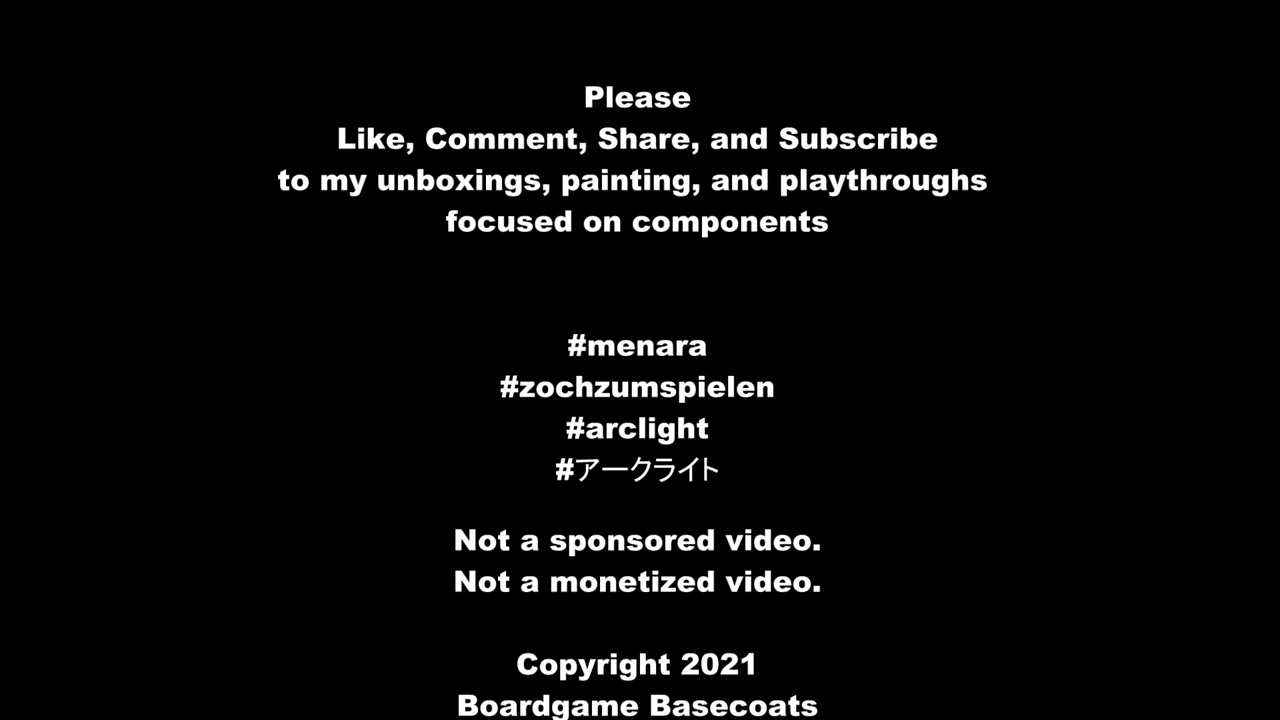 Please
Like, Comment, Share, and Subscribe
to my unboxings, painting, and playthroughs
focused on components
#menara
#zochzumspielen
#arclight
#アークライト
Not a sponsored video.
Not a monetized video.
Copyright 2021
Boardgame Basecoats